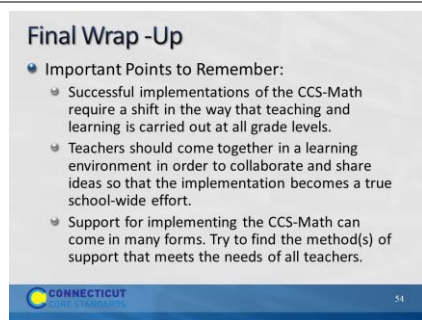 Final Wrap -Up
Important Points to Remember:
Successful implementations of the CCS-Math
require a shift in the way that teaching and
learning is carried out at all grade levels.
Teachers should come together in a learning
environment in order to collaborate and share
ideas so that the implementation becomes a true
school-wide effort.
Support for implementing the CCS-Math can
come in many forms. Try to find the method(s) of
support that meets the needs of all teachers.
CONNECTICUT
CORE STANDARDS
54